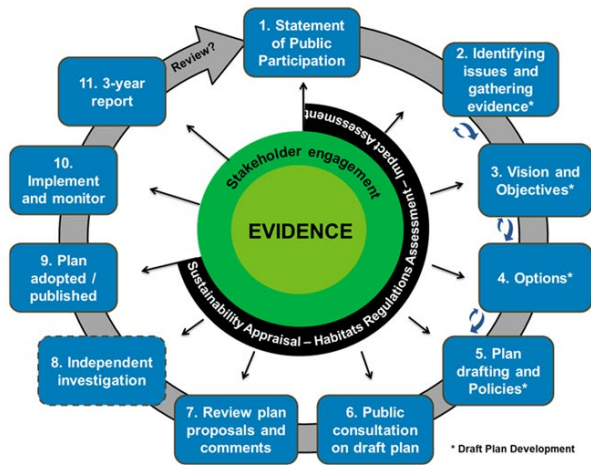 1. Statement
of Public
Participation
2. Identifying
issues and
gathering
evidence*
3. Vision and
Objectives*
4. Options*
5. Plan
drafting and
Policies*
6. Public
consultation
on draft plan
7. Review plan
proposals and
comments
8. Independent
investigation
9. Plan
adopted /
published
10.
Implement
and monitor
11. 3-year
report
Review?
Stakeholder engagement
EVIDENCE
Sustainability Appraisal – Habitats Regulations Assessment – Impact Assessment
* Draft Plan Development